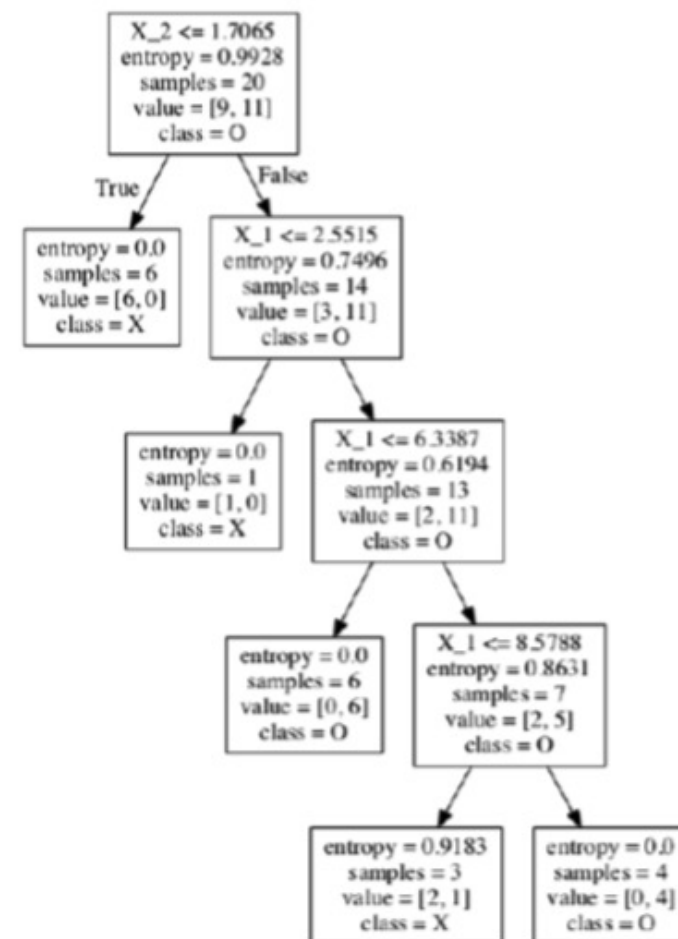 X_2 <= 1.7065
entropy = 0.9928
samples = 20
value = [9, 11]
class = O
True
False
entropy = 0.0
samples = 6
value = [6, 0]
class = X
X_1 <= 2.5515
entropy = 0.7496
samples = 14
value = [3, 11]
class = O
entropy = 0.0
samples = 1
value = [1, 0]
class = X
X_1 <= 6.3387
entropy = 0.6194
samples = 13
value = [2, 11]
class = O
entropy = 0.0
samples = 6
value = [0, 6]
class = O
X_1 <= 8.5788
entropy = 0.8631
samples = 7
value = [2, 5]
class = O
entropy = 0.9183
samples = 3
value = [2, 1]
class = X
entropy = 0.0
samples = 4
value = [0, 4]
class = O